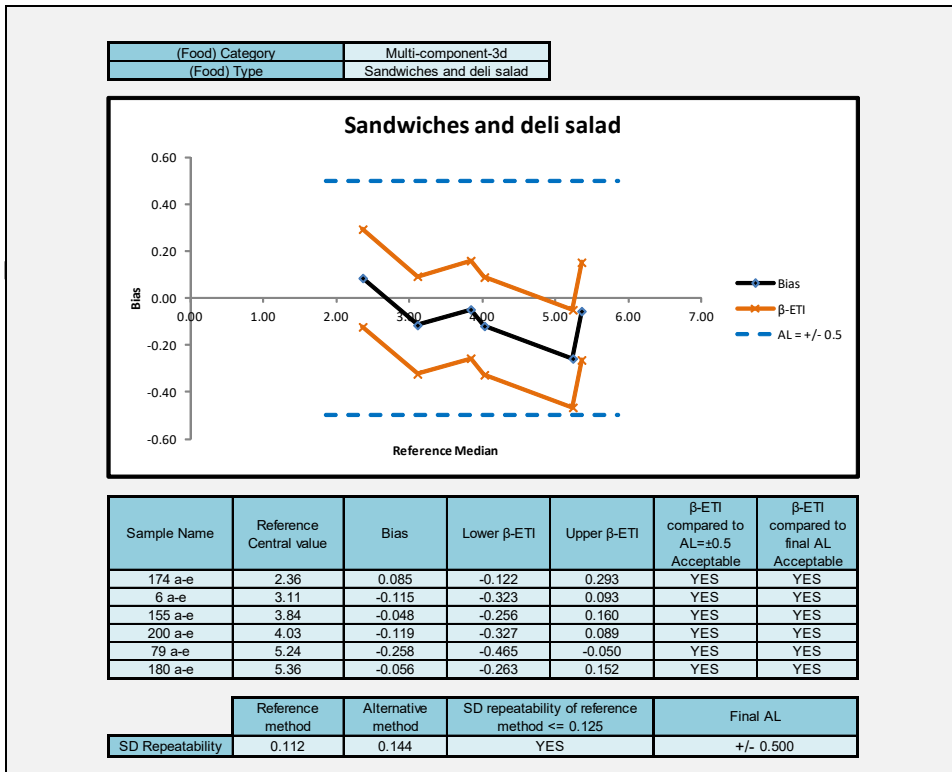 (Food) Category Multi-component-3d
(Food) Type Sandwiches and deli salad
Sandwiches and deli salad
0.60
0.40
0.20
0.00
-0.20
-0.40
-0.60
0.00 1.00 2.00 3.00 4.00 5.00 6.00 7.00
Bias
Reference Median
Bias
β-ETI
AL = +/- 0.5
Sample Name Reference Central value Bias Lower β-ETI Upper β-ETI β-ETI compared to AL=±0.5 Acceptable β-ETI compared to final AL Acceptable
174 a-e 2.36 0.085 -0.122 0.293 YES YES
6 a-e 3.11 -0.115 -0.323 0.093 YES YES
155 a-e 3.84 -0.048 -0.256 0.160 YES YES
200 a-e 4.03 -0.119 -0.327 0.089 YES YES
79 a-e 5.24 -0.258 -0.465 -0.050 YES YES
180 a-e 5.36 -0.056 -0.263 0.152 YES YES
Reference method Alternative method SD repeatability of reference method <= 0.125 Final AL
SD Repeatability 0.112 0.144 YES +/- 0.500